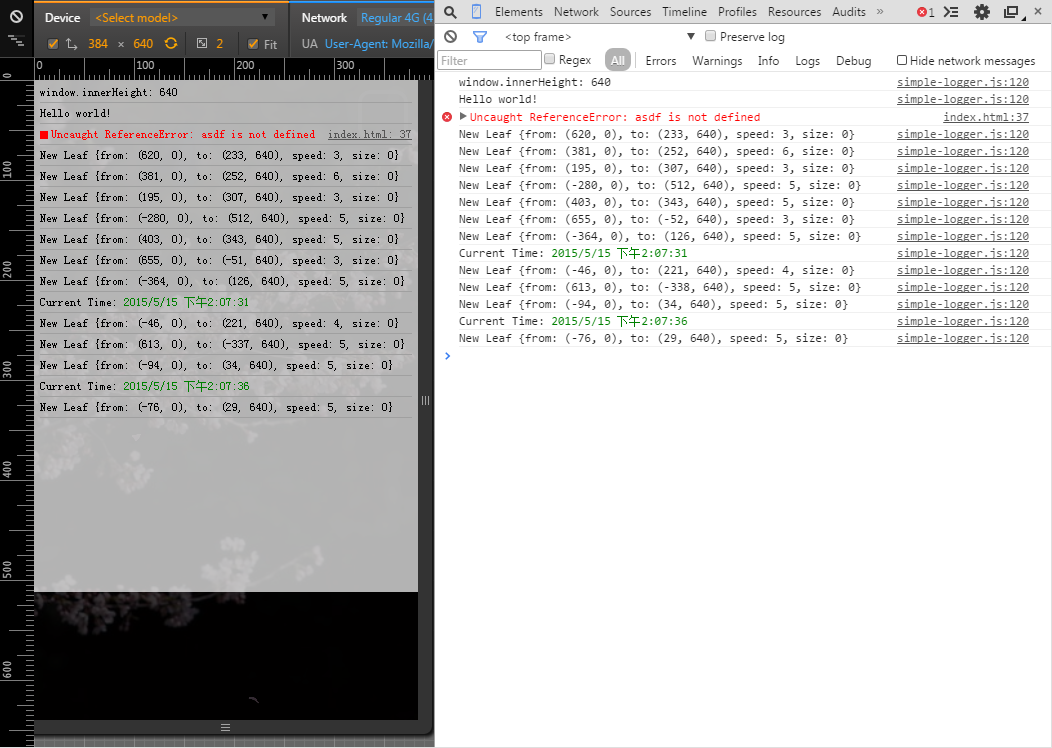 Device <Select model> ▼ Network Regular 4G (4
384 × 640 2 Fit UA User-Agent: Mozilla/
0 100 200 300
0
100
200
300
400
500
600
window.innerHeight: 640
Hello world!
Uncaught ReferenceError: asdf is not defined index.html: 37
New Leaf {from: (620, 0), to: (233, 640), speed: 3, size: 0}
New Leaf {from: (381, 0), to: (252, 640), speed: 6, size: 0}
New Leaf {from: (195, 0), to: (307, 640), speed: 3, size: 0}
New Leaf {from: (-280, 0), to: (512, 640), speed: 5, size: 0}
New Leaf {from: (403, 0), to: (343, 640), speed: 5, size: 0}
New Leaf {from: (655, 0), to: (-51, 640), speed: 3, size: 0}
New Leaf {from: (-364, 0), to: (126, 640), speed: 5, size: 0}
Current Time: 2015/5/15 下午2:07:31
New Leaf {from: (-46, 0), to: (221, 640), speed: 4, size: 0}
New Leaf {from: (613, 0), to: (-337, 640), speed: 5, size: 0}
New Leaf {from: (-94, 0), to: (34, 640), speed: 5, size: 0}
Current Time: 2015/5/15 下午2:07:36
New Leaf {from: (-76, 0), to: (29, 640), speed: 5, size: 0}
Elements Network Sources Timeline Profiles Resources Audits » 1
<top frame> ▼ Preserve log
Filter Regex All Errors Warnings Info Logs Debug Hide network messages
window.innerHeight: 640 simple-logger.js:120
Hello world! simple-logger.js:120
Uncaught ReferenceError: asdf is not defined index.html:37
New Leaf {from: (620, 0), to: (233, 640), speed: 3, size: 0} simple-logger.js:120
New Leaf {from: (381, 0), to: (252, 640), speed: 6, size: 0} simple-logger.js:120
New Leaf {from: (195, 0), to: (307, 640), speed: 3, size: 0} simple-logger.js:120
New Leaf {from: (-280, 0), to: (512, 640), speed: 5, size: 0} simple-logger.js:120
New Leaf {from: (403, 0), to: (343, 640), speed: 5, size: 0} simple-logger.js:120
New Leaf {from: (655, 0), to: (-52, 640), speed: 3, size: 0} simple-logger.js:120
New Leaf {from: (-364, 0), to: (126, 640), speed: 5, size: 0} simple-logger.js:120
Current Time: 2015/5/15 下午2:07:31 simple-logger.js:120
New Leaf {from: (-46, 0), to: (221, 640), speed: 4, size: 0} simple-logger.js:120
New Leaf {from: (613, 0), to: (-338, 640), speed: 5, size: 0} simple-logger.js:120
New Leaf {from: (-94, 0), to: (34, 640), speed: 5, size: 0} simple-logger.js:120
Current Time: 2015/5/15 下午2:07:36 simple-logger.js:120
New Leaf {from: (-76, 0), to: (29, 640), speed: 5, size: 0} simple-logger.js:120